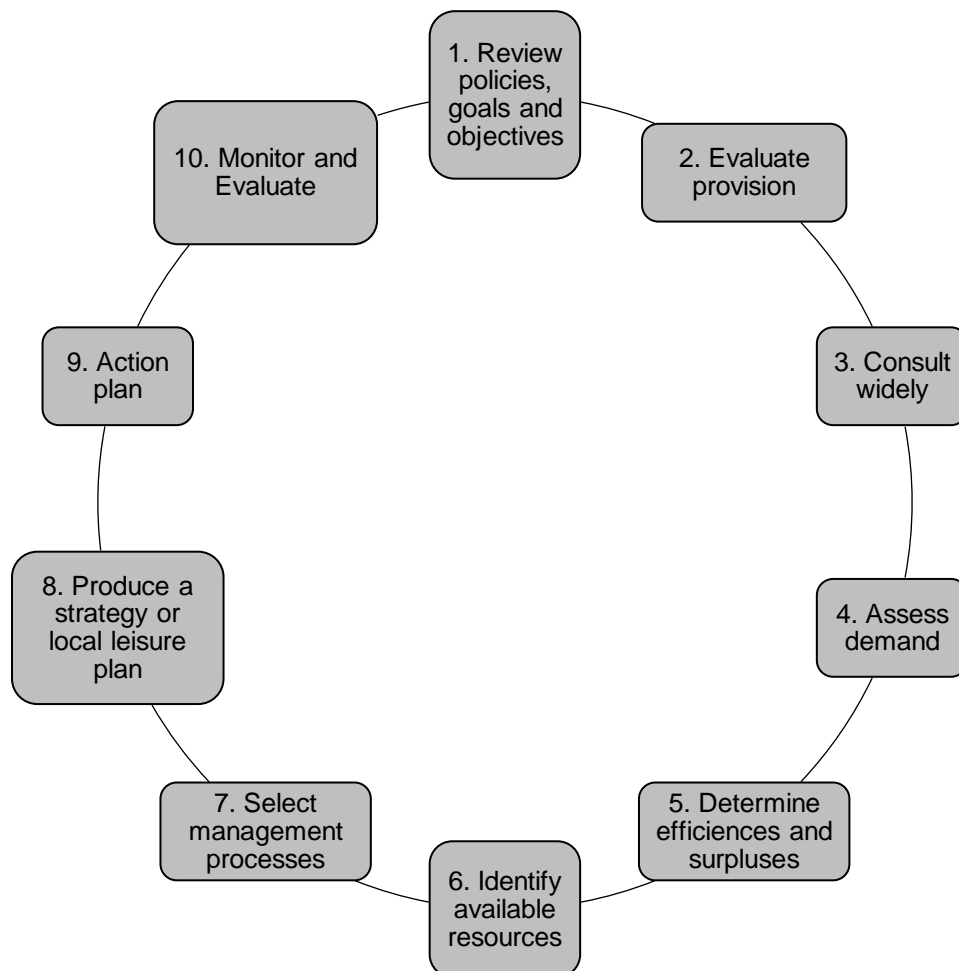 1. Review
policies,
goals and
objectives
2. Evaluate
provision
3. Consult
widely
4. Assess
demand
5. Determine
efficiences and
surpluses
6. Identify
available
resources
7. Select
management
processes
8. Produce a
strategy or
local leisure
plan
9. Action
plan
10. Monitor and
Evaluate